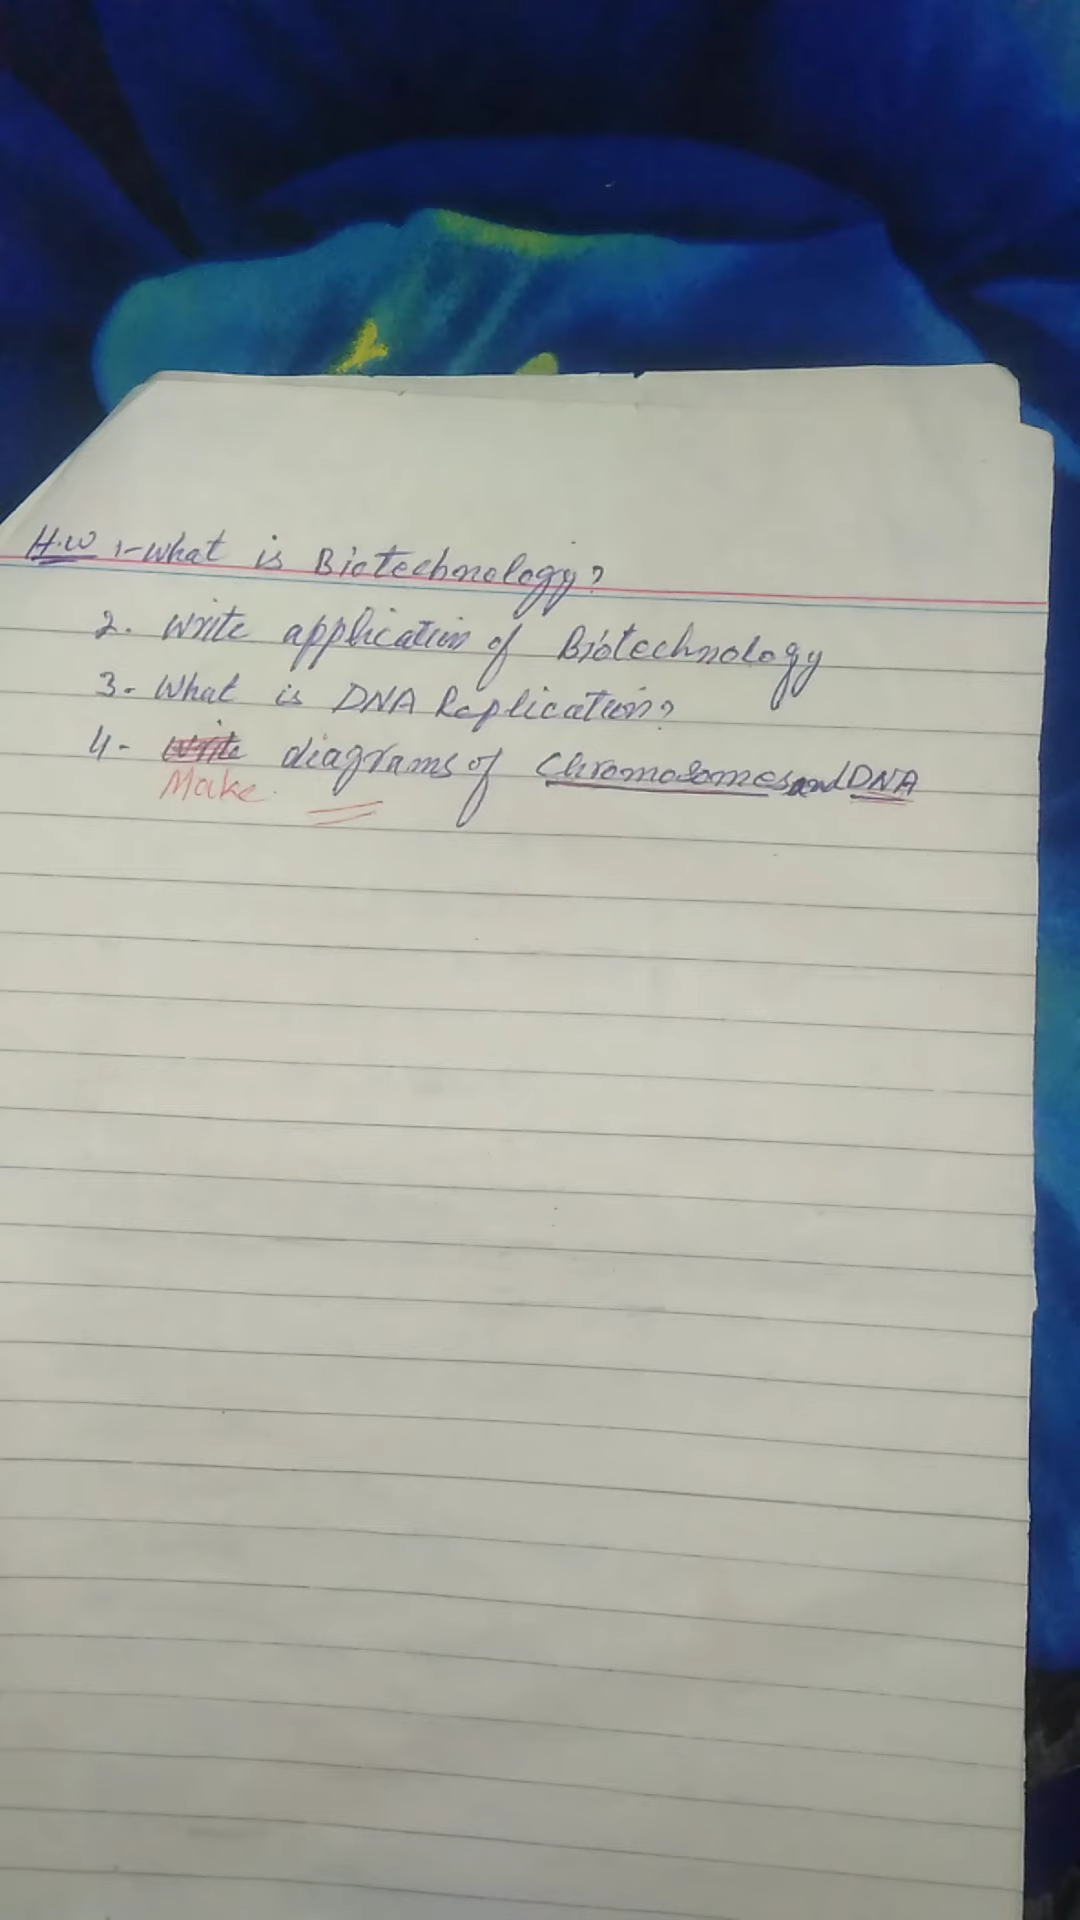 H.W 1- What is Biotechnology?
2. Write application of Biotechnology
3. What is DNA Replication?
4- Write diagrams of Chromosomes and DNA
Make.